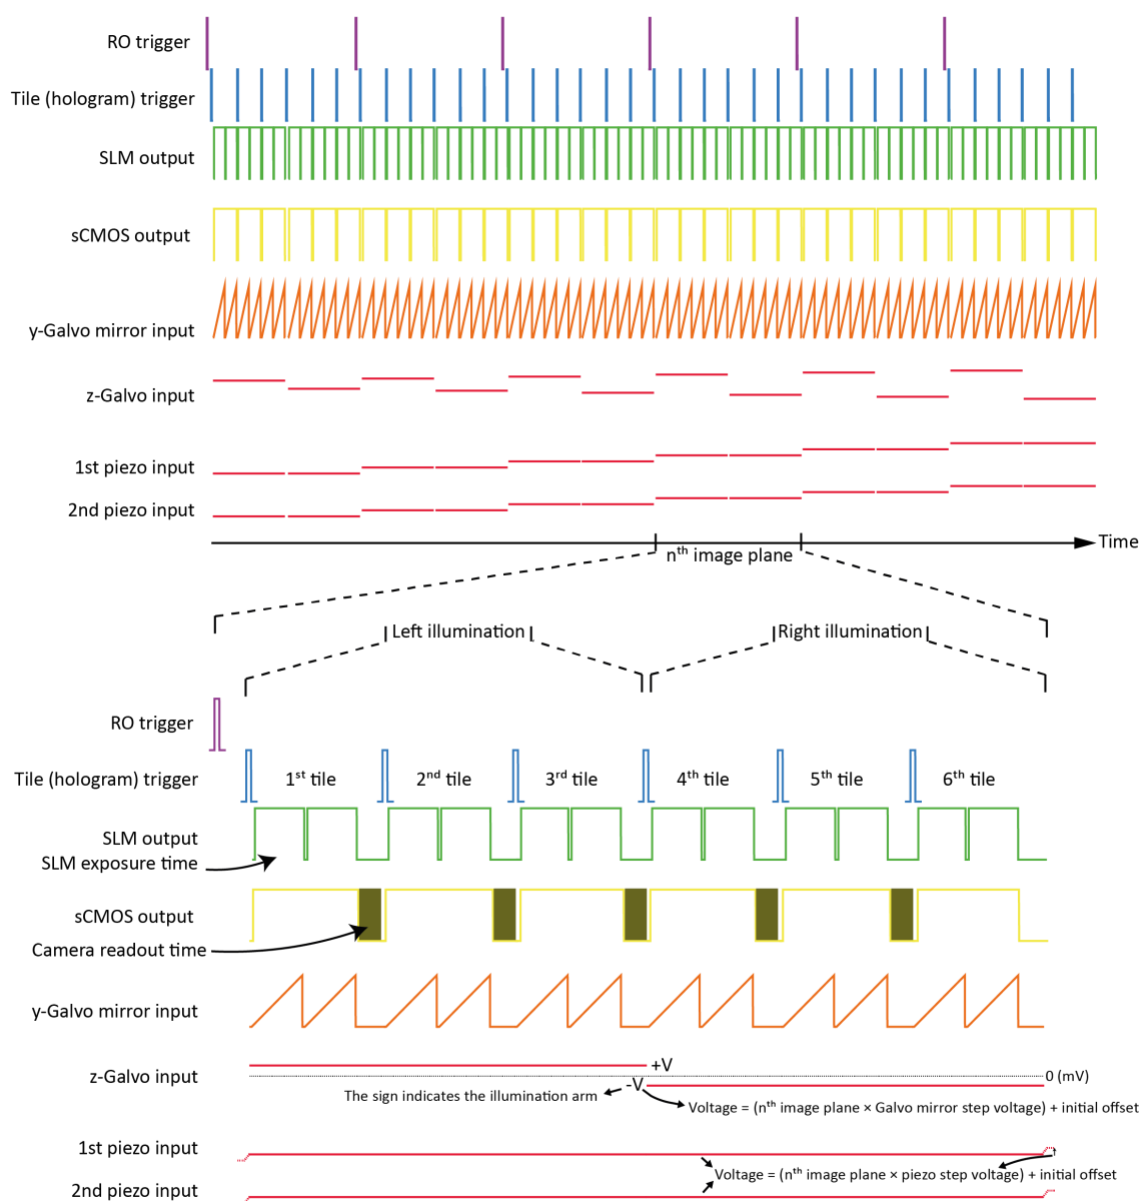 RO trigger
Tile (hologram) trigger
SLM output
sCMOS output
y-Galvo mirror input
z-Galvo input
1st piezo input
2nd piezo input
Time
nth image plane
Left illumination
Right illumination
RO trigger
Tile (hologram) trigger
1st tile
2nd tile
3rd tile
4th tile
5th tile
6th tile
SLM output
SLM exposure time
sCMOS output
Camera readout time
y-Galvo mirror input
+V
z-Galvo input
0 (mV)
-V
The sign indicates the illumination arm
Voltage = (nth image plane × Galvo mirror step voltage) + initial offset
1st piezo input
Voltage = (nth image plane × piezo step voltage) + initial offset
2nd piezo input